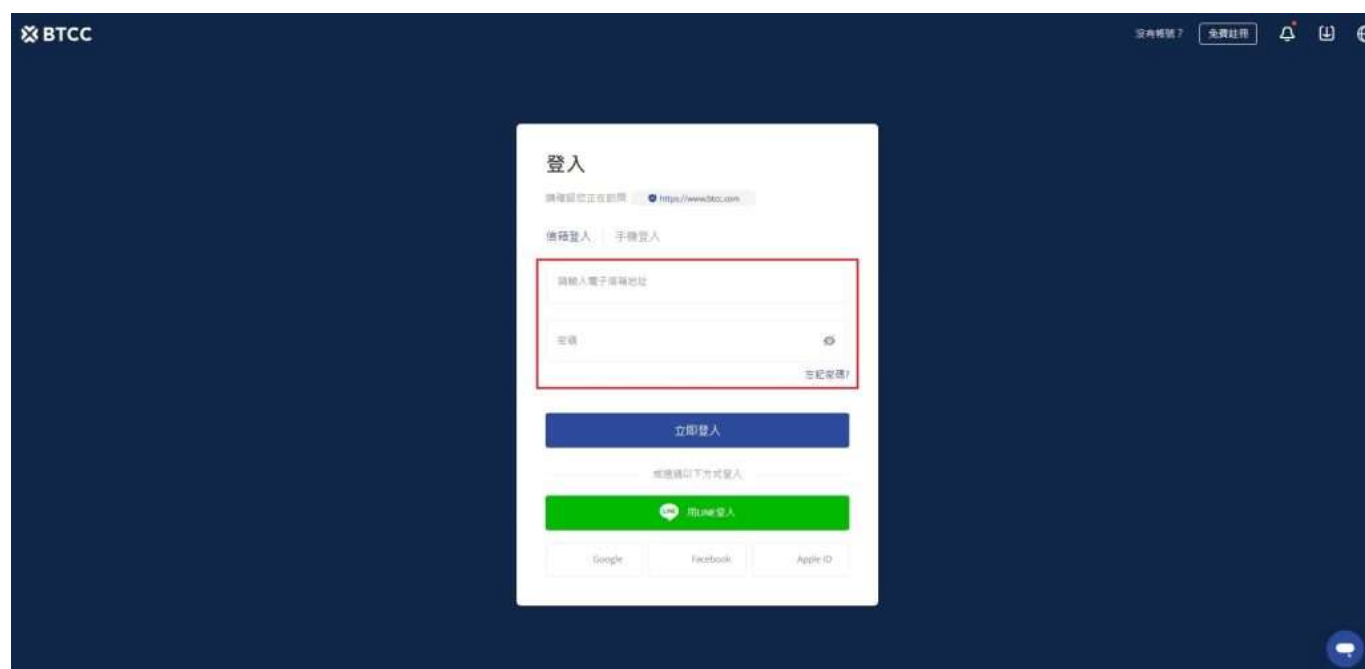 BTCC
沒有帳號？ 免費註冊
登入
請確認您正在訪問 https://www.btcc.com
信箱登入 手機登入
請輸入電子信箱地址
密碼
忘記密碼?
立即登入
或透過以下方式登入
用LINE登入
Google Facebook Apple ID